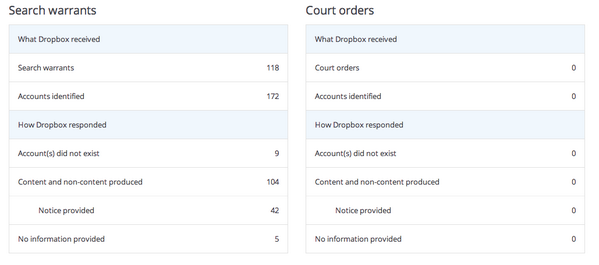 Search warrants
What Dropbox received
Search warrants 118
Accounts identified 172
How Dropbox responded
Account(s) did not exist 9
Content and non-content produced 104
Notice provided 42
No information provided 5
Court orders
What Dropbox received
Court orders 0
Accounts identified 0
How Dropbox responded
Account(s) did not exist 0
Content and non-content produced 0
Notice provided 0
No information provided 0